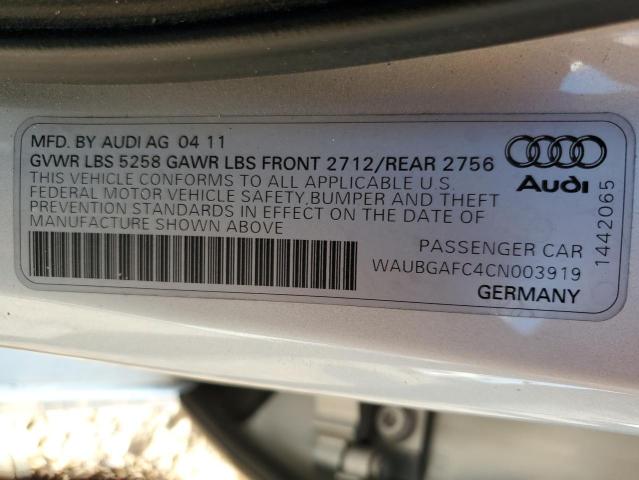 MFD. BY AUDI AG 04 11
GVWR LBS 5258 GAWR LBS FRONT 2712/REAR 2756
THIS VEHICLE CONFORMS TO ALL APPLICABLE U.S.
FEDERAL MOTOR VEHICLE SAFETY,BUMPER AND THEFT
PREVENTION STANDARDS IN EFFECT ON THE DATE OF
MANUFACTURE SHOWN ABOVE
Audi
PASSENGER CAR
WAUBGAFC4CN003919
GERMANY
1442065